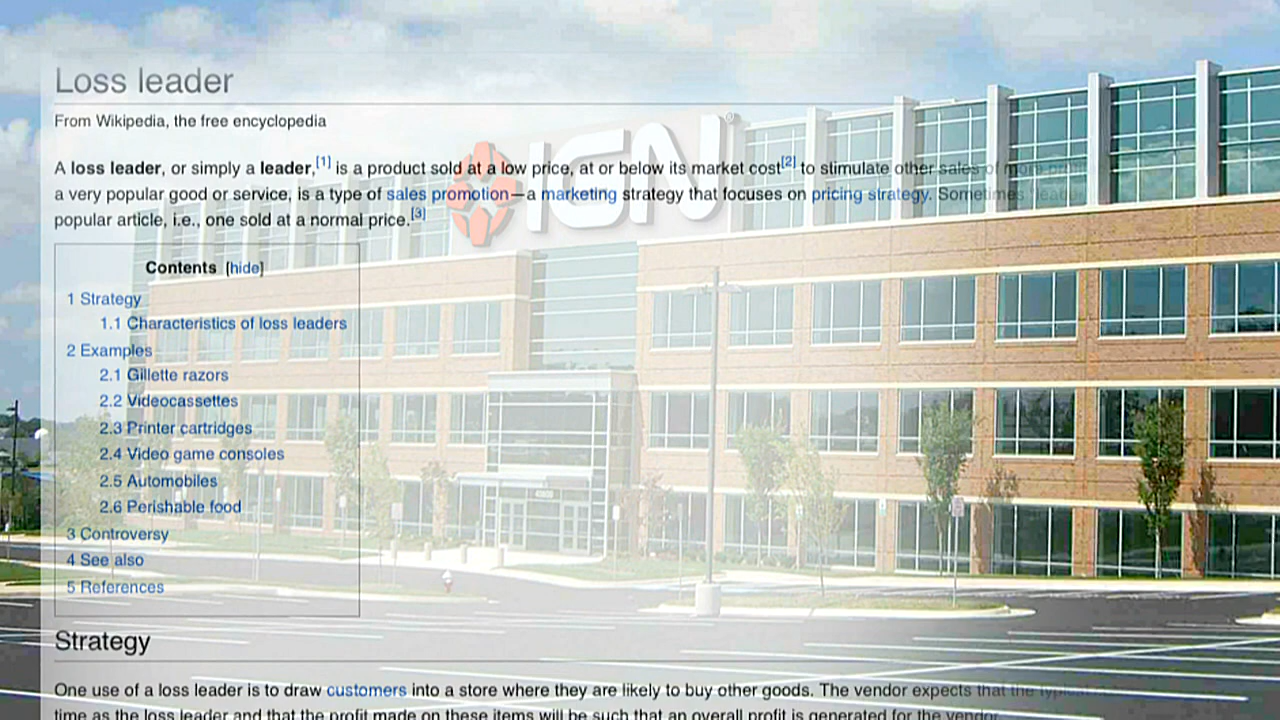 Loss leader
From Wikipedia, the free encyclopedia
IGN®
A loss leader, or simply a leader,[1] is a product sold at a low price, at or below its market cost[2] to stimulate other sales of more
a very popular good or service, is a type of sales promotion—a marketing strategy that focuses on pricing strategy. Sometimes
popular article, i.e., one sold at a normal price.[3]
Contents [hide]
1 Strategy
1.1 Characteristics of loss leaders
2 Examples
2.1 Gillette razors
2.2 Videocassettes
2.3 Printer cartridges
2.4 Video game consoles
2.5 Automobiles
2.6 Perishable food
3 Controversy
4 See also
5 References
Strategy
One use of a loss leader is to draw customers into a store where they are likely to buy other goods. The vendor expects that the typical
time as the loss leader and that the profit made on these items will be such that an overall profit is generated for the vendor.